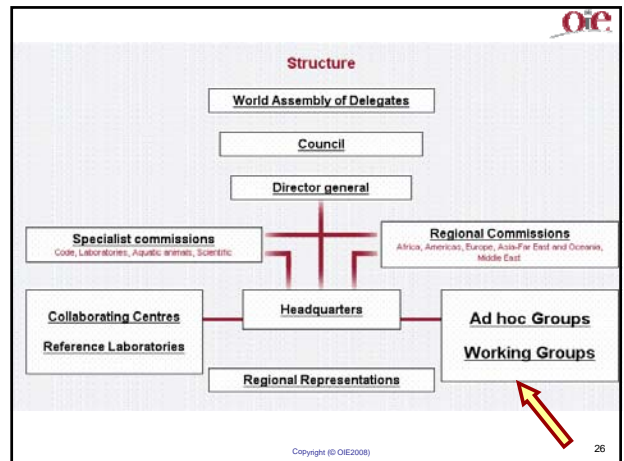 Oie
Structure
World Assembly of Delegates
Council
Director general
Specialist commissions
Code, Laboratories, Aquatic animals, Scientific
Regional Commissions
Africa, Americas, Europe, Asia-Far East and Oceania,
Middle East
Collaborating Centres
Reference Laboratories
Headquarters
Ad hoc Groups
Working Groups
Regional Representations
Copyright (© OIE2008)
26